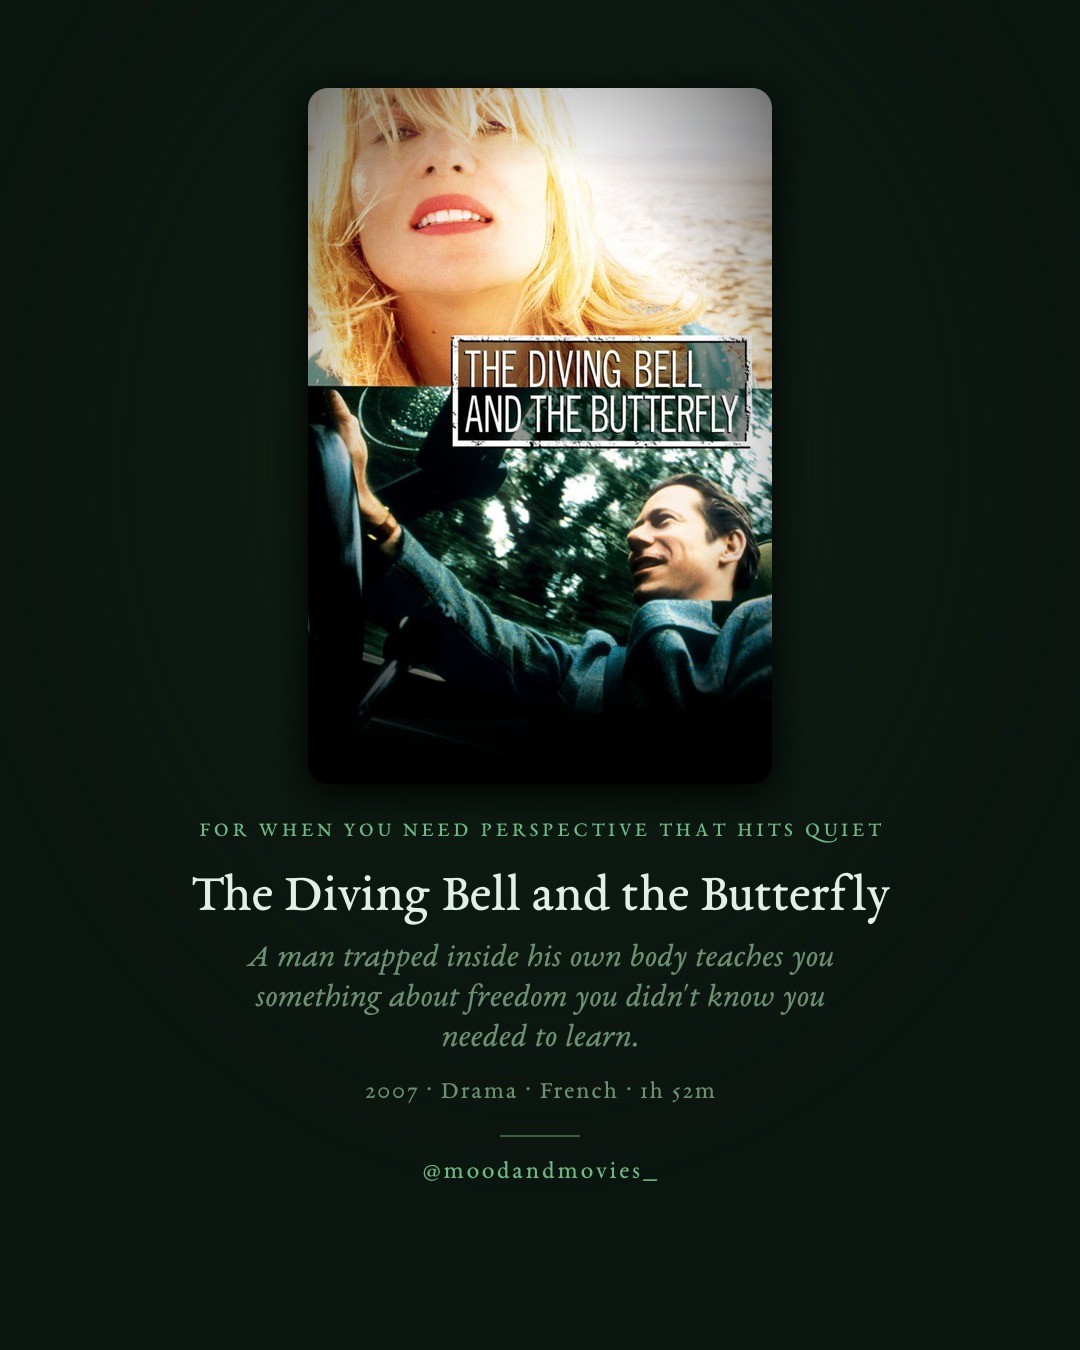 THE DIVING BELL
AND THE BUTTERFLY
FOR WHEN YOU NEED PERSPECTIVE THAT HITS QUIET
The Diving Bell and the Butterfly
A man trapped inside his own body teaches you
something about freedom you didn't know you
needed to learn.
2007 · Drama · French · 1h 52m
@moodandmovies_